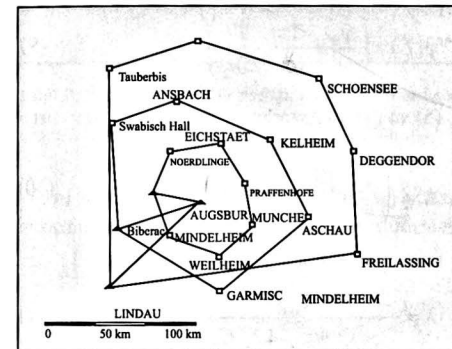 Tauberbis
SCHOENSEE
ANSBACH
Swabisch Hall
EICHSTAET
KELHEIM
NOERDLINGE
DEGGENDOR
PRAFFENHOFE
AUGSBUR
MUNCHE
ASCHAU
Biberac
MINDELHEIM
WEILHEIM
FREILASSING
GARMISC
MINDELHEIM
LINDAU
0 50 km 100 km